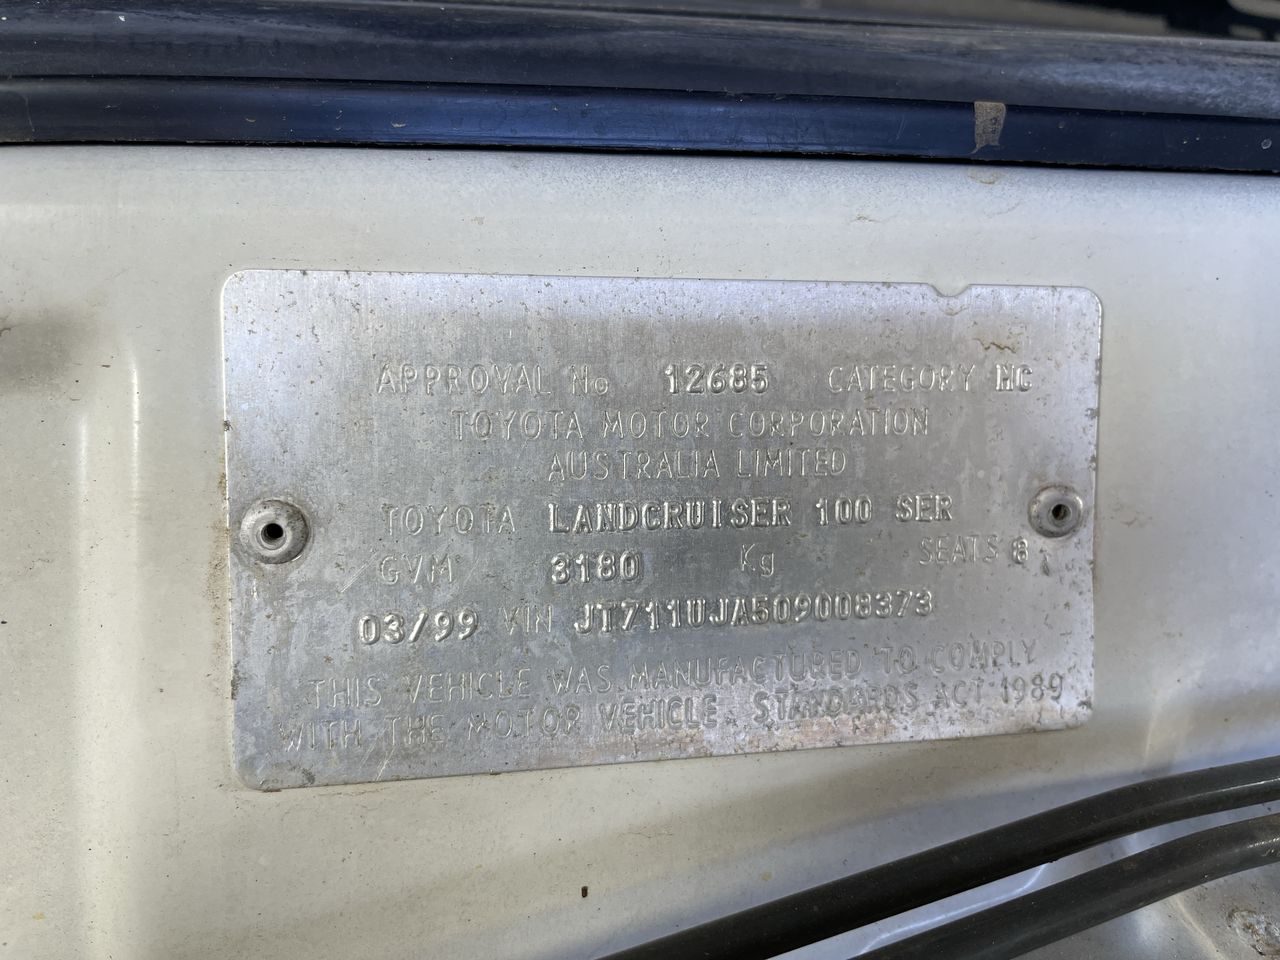 APPROVAL No 12685 CATEGORY MC
TOYOTA MOTOR CORPORATION
AUSTRALIA LIMITED
TOYOTA LANDCRUISER 100 SER
GVM 3180 Kg SEATS 8
03/99 VIN JT711UJA509008373
THIS VEHICLE WAS MANUFACTURED TO COMPLY
WITH THE MOTOR VEHICLE STANDARDS ACT 1989